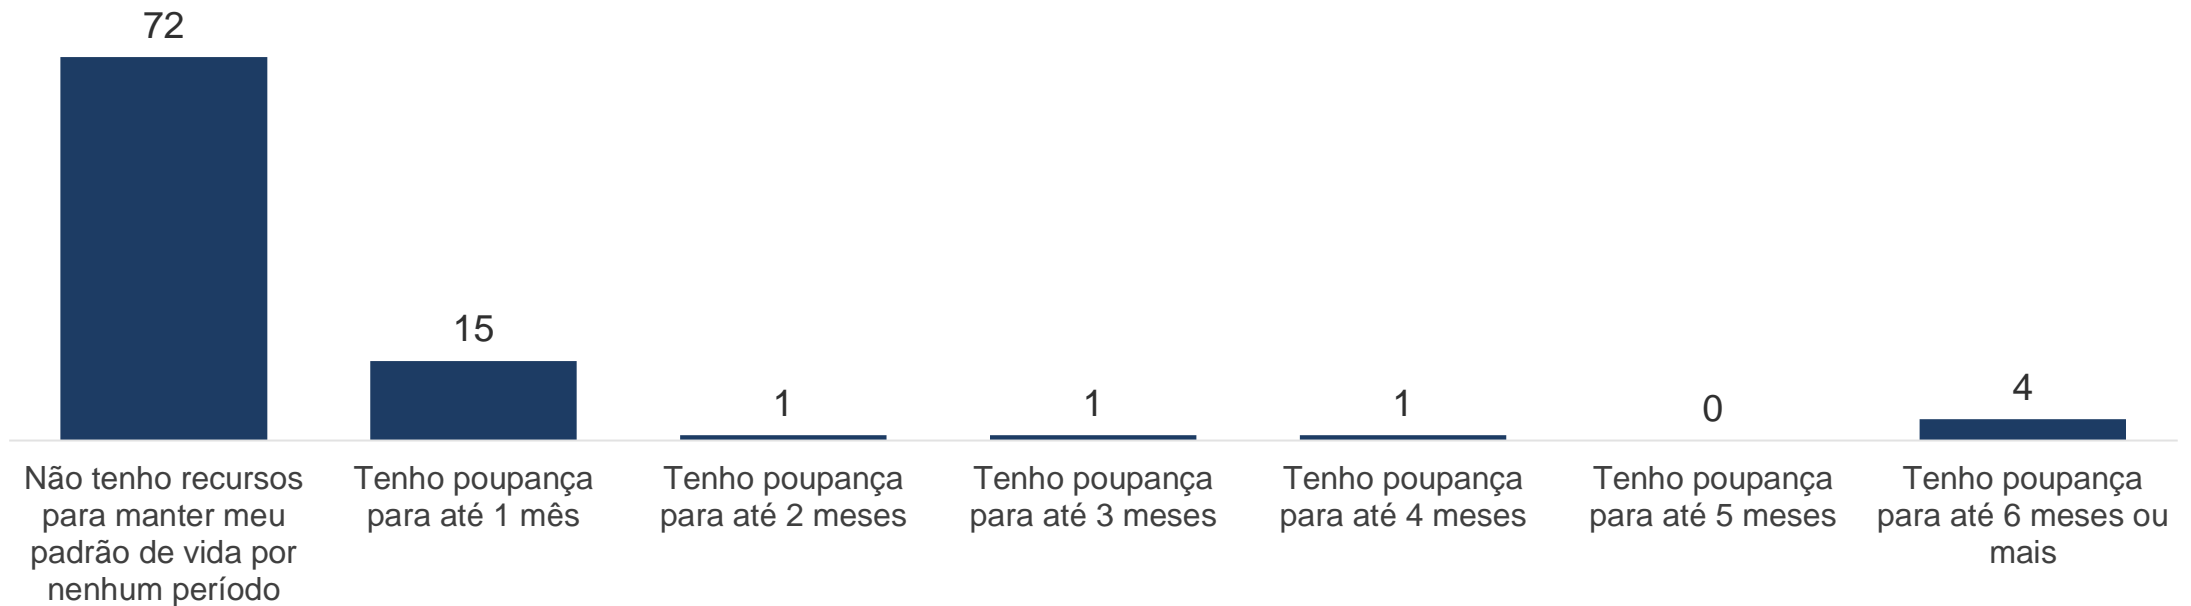 72
15
1
1
1
0
4
Não tenho recursos
para manter meu
padrão de vida por
nenhum período
Tenho poupança
para até 1 mês
Tenho poupança
para até 2 meses
Tenho poupança
para até 3 meses
Tenho poupança
para até 4 meses
Tenho poupança
para até 5 meses
Tenho poupança
para até 6 meses ou
mais